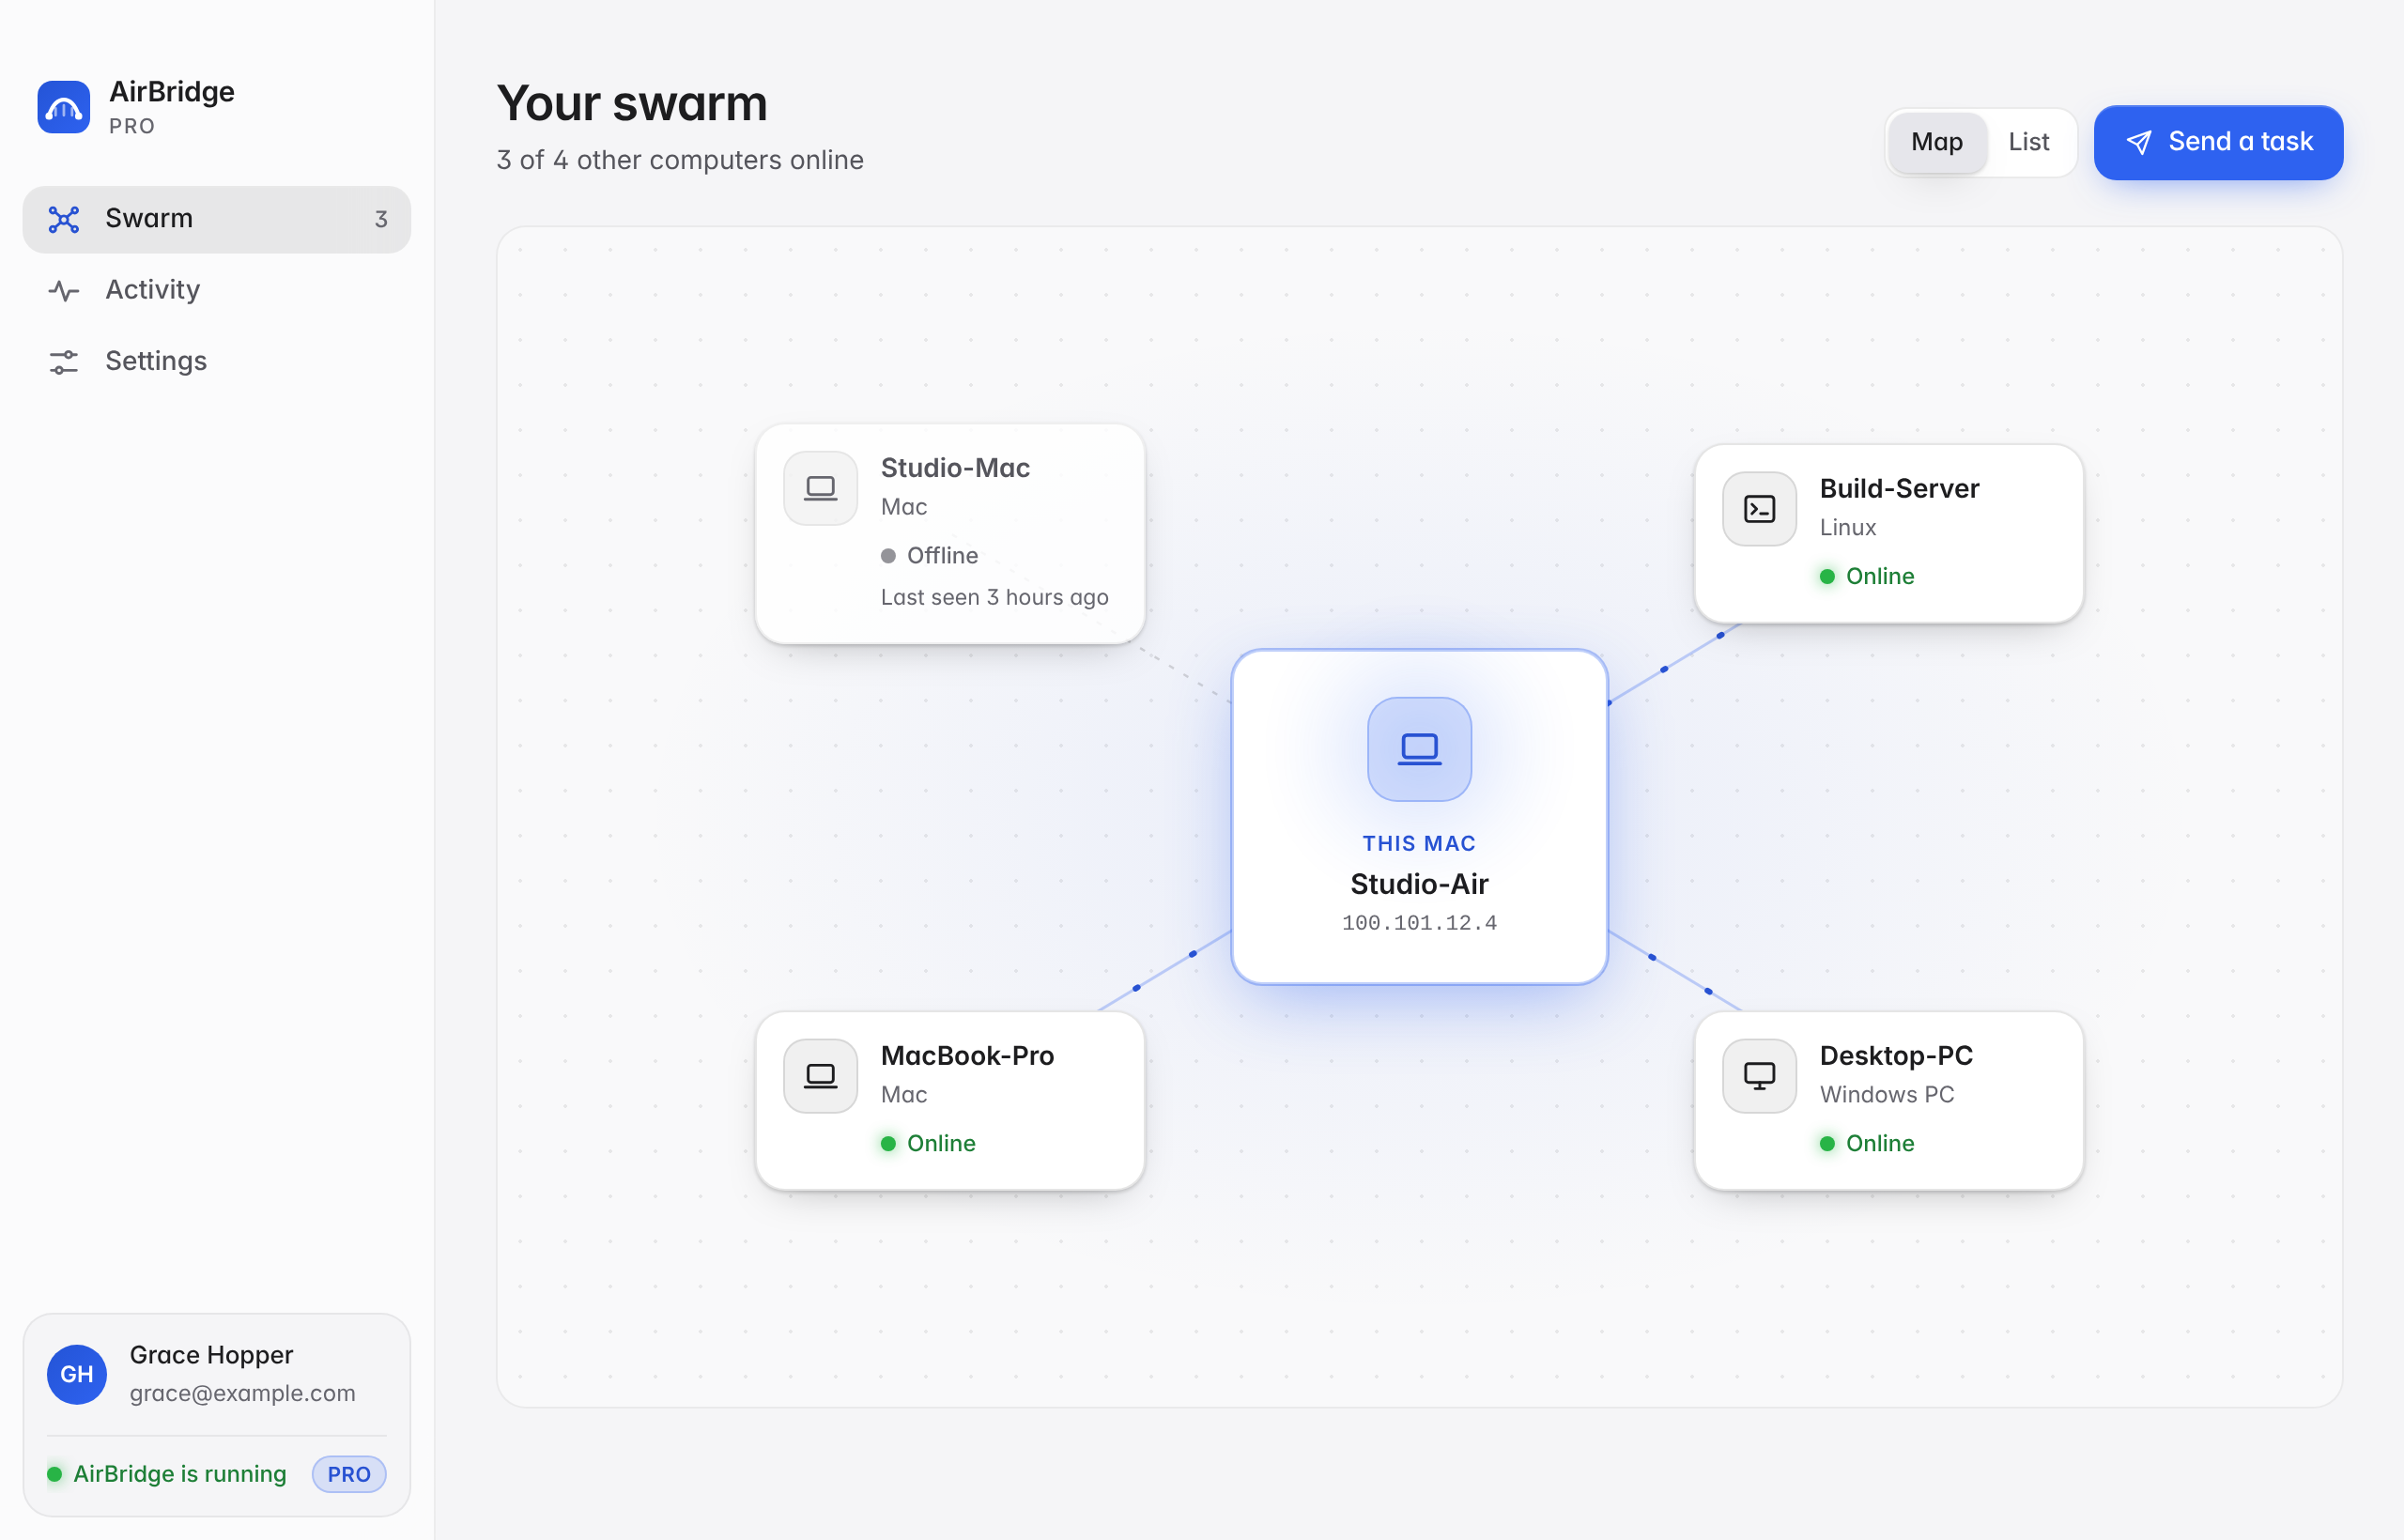 AirBridge
PRO
Swarm 3
Activity
Settings
Grace Hopper
GH
grace@example.com
AirBridge is running PRO
Your swarm
3 of 4 other computers online
Map List Send a task
Studio-Mac
Mac
Offline
Last seen 3 hours ago
Build-Server
Linux
Online
THIS MAC
Studio-Air
100.101.12.4
MacBook-Pro
Mac
Online
Desktop-PC
Windows PC
Online